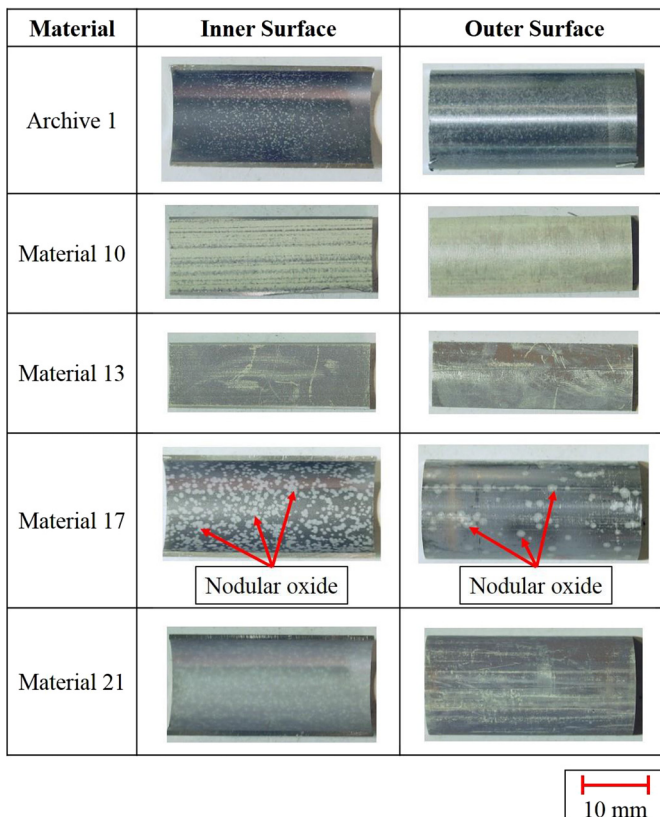 Material Inner Surface Outer Surface
Archive 1
Material 10
Material 13
Material 17
Nodular oxide Nodular oxide
Material 21
10 mm